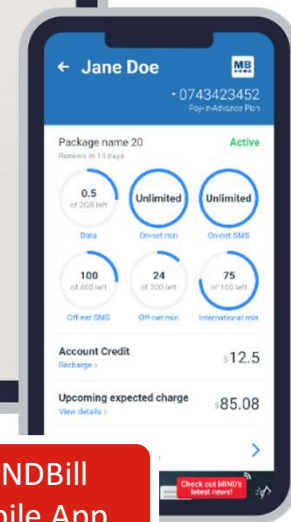 ← Jane Doe
MB
0743423452
Pay-In-Advance Plan
Package name 20
Active
Renews in 14 days
0.5
of 2GB left
Unlimited
Unlimited
Data
On-net min
On-net SMS
100
of 400 left
24
of 200 left
75
of 100 left
Off-net SMS
Off-net min
International min
Account Credit
$12.5
Recharge >
Upcoming expected charge
$85.08
View details >
>
NDBill
bile App
Check out MIND's
latest news!